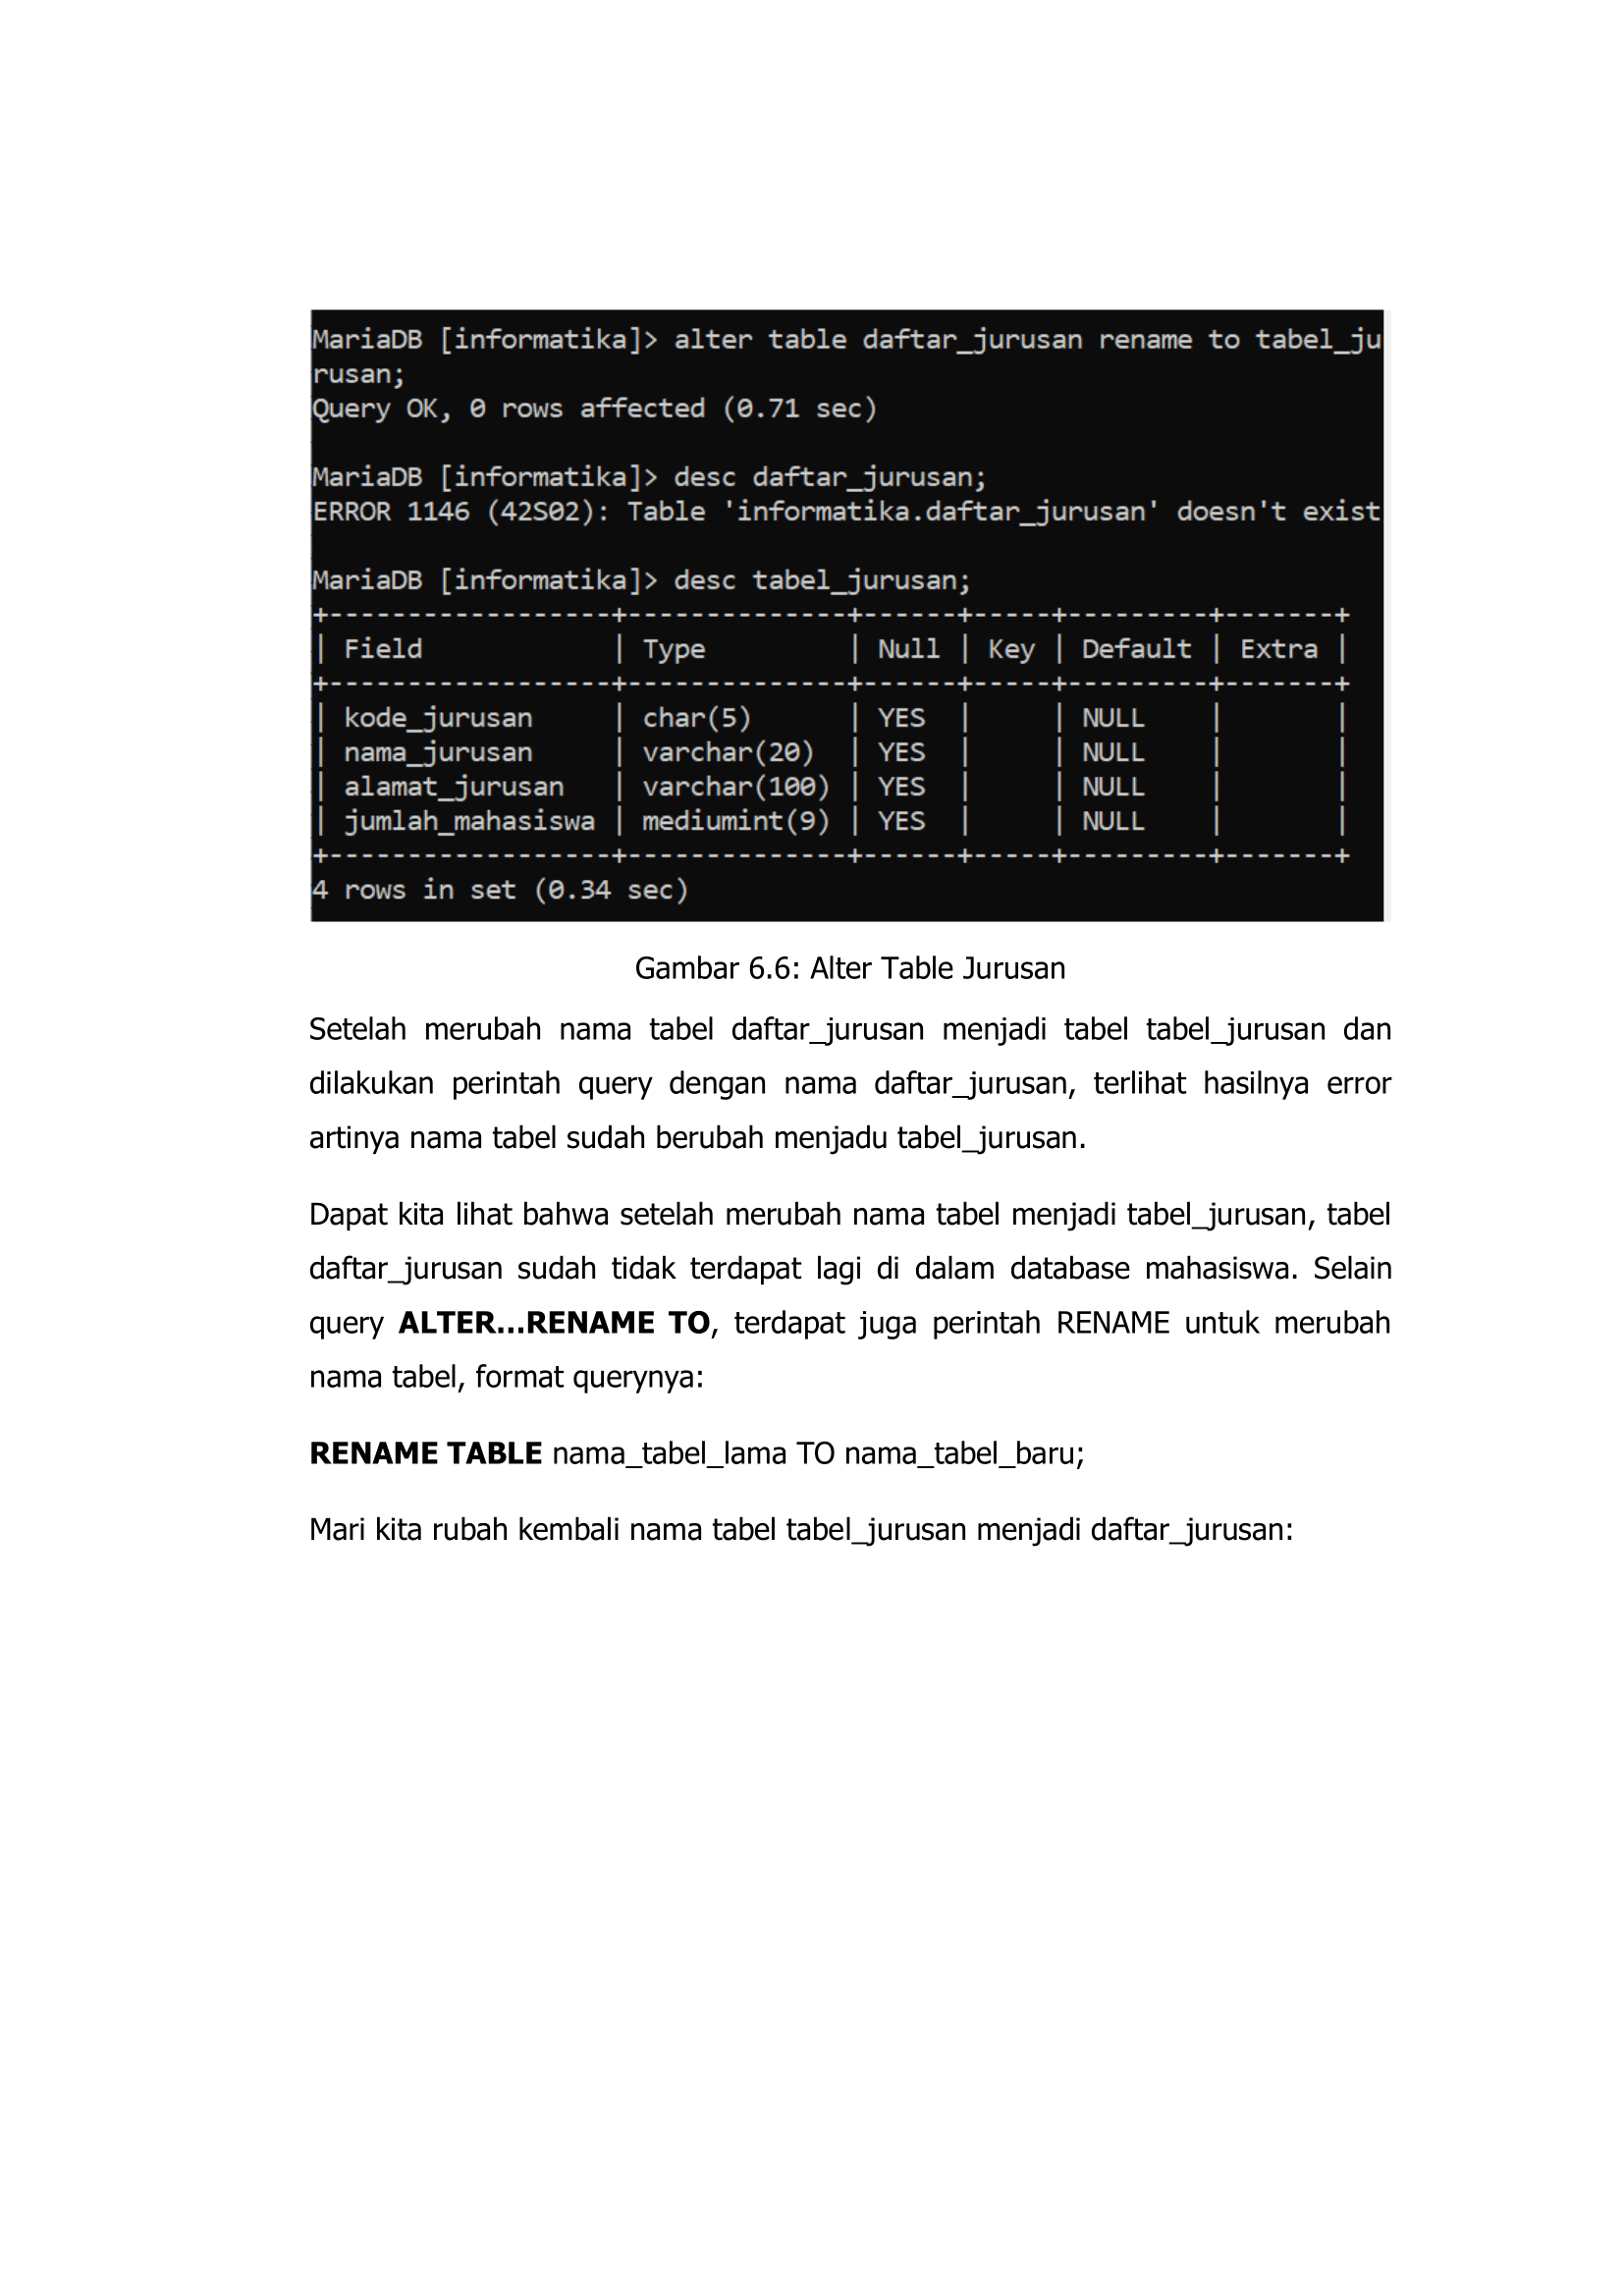 MariaDB [informatika]> alter table daftar_jurusan rename to tabel_ju
rusan;
Query OK, 0 rows affected (0.71 sec)
MariaDB [informatika]> desc daftar_jurusan;
ERROR 1146 (42S02): Table 'informatika.daftar_jurusan' doesn't exist
MariaDB [informatika]> desc tabel_jurusan;
+------------------+--------------+------+-----+---------+-------+
| Field            | Type         | Null | Key | Default | Extra |
+------------------+--------------+------+-----+---------+-------+
| kode_jurusan     | char(5)      | YES  |     | NULL    |       |
| nama_jurusan     | varchar(20)  | YES  |     | NULL    |       |
| alamat_jurusan   | varchar(100) | YES  |     | NULL    |       |
| jumlah_mahasiswa | mediumint(9) | YES  |     | NULL    |       |
+------------------+--------------+------+-----+---------+-------+
4 rows in set (0.34 sec)
Gambar 6.6: Alter Table Jurusan
Setelah merubah nama tabel daftar_jurusan menjadi tabel tabel_jurusan dan
dilakukan perintah query dengan nama daftar_jurusan, terlihat hasilnya error
artinya nama tabel sudah berubah menjadu tabel_jurusan.
Dapat kita lihat bahwa setelah merubah nama tabel menjadi tabel_jurusan, tabel
daftar_jurusan sudah tidak terdapat lagi di dalam database mahasiswa. Selain
query ALTER...RENAME TO, terdapat juga perintah RENAME untuk merubah
nama tabel, format querynya:
RENAME TABLE nama_tabel_lama TO nama_tabel_baru;
Mari kita rubah kembali nama tabel tabel_jurusan menjadi daftar_jurusan: